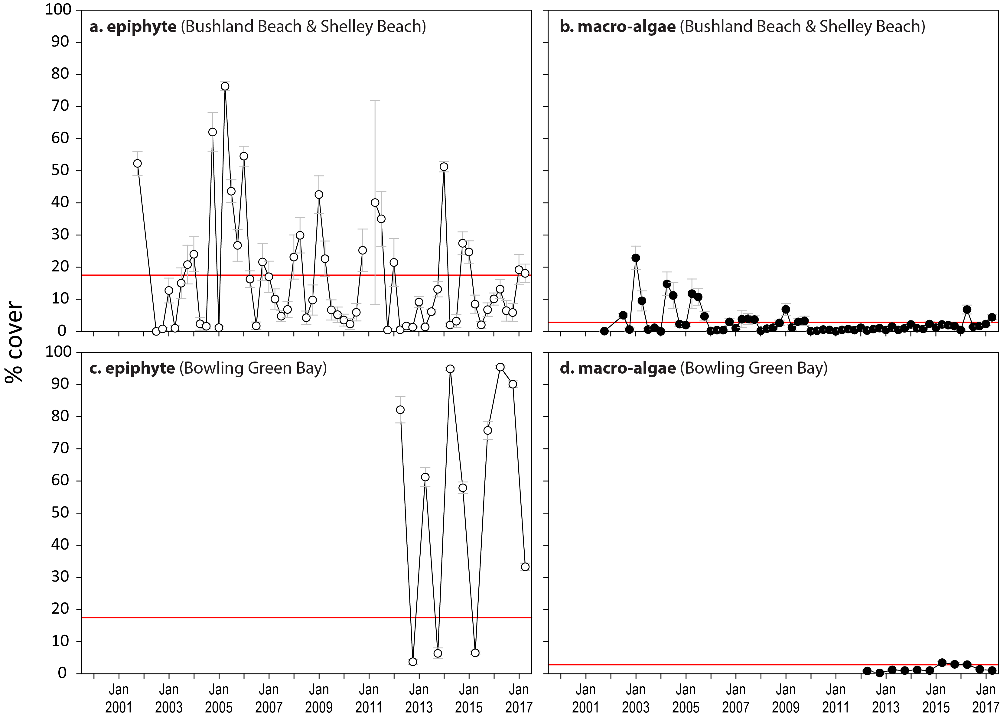 % cover
a. epiphyte (Bushland Beach & Shelley Beach)
100
90
80
70
60
50
40
30
20
10
0
b. macro-algae (Bushland Beach & Shelley Beach)
c. epiphyte (Bowling Green Bay)
100
90
80
70
60
50
40
30
20
10
0
d. macro-algae (Bowling Green Bay)
Jan Jan Jan Jan Jan Jan Jan Jan Jan
2001 2003 2005 2007 2009 2011 2013 2015 2017
Jan Jan Jan Jan Jan Jan Jan Jan Jan
2001 2003 2005 2007 2009 2011 2013 2015 2017